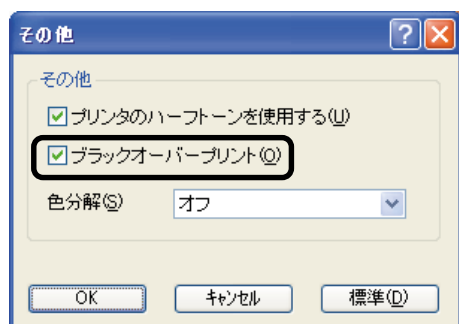 その他
その他
プリンタのハーフトーンを使用する(U)
ブラックオーバープリント(O)
色分解(S) オフ
OK キャンセル 標準(D)